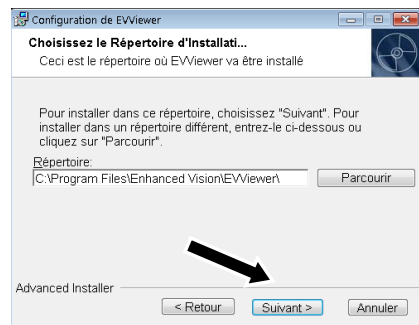 Configuration de EVViewer
Choisissez le Répertoire d'Installati...
Ceci est le répertoire où EVViewer va être installé
Pour installer dans ce répertoire, choisissez "Suivant". Pour
installer dans un répertoire différent, entrez-le ci-dessous ou
cliquez sur "Parcourir".
Répertoire:
C:\Program Files\Enhanced Vision\EVViewer\ Parcourir
Advanced Installer
< Retour Suivant > Annuler